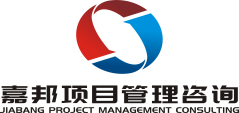 嘉邦项目管理咨询
JIABANG PROJECT MANAGEMENT CONSULTING